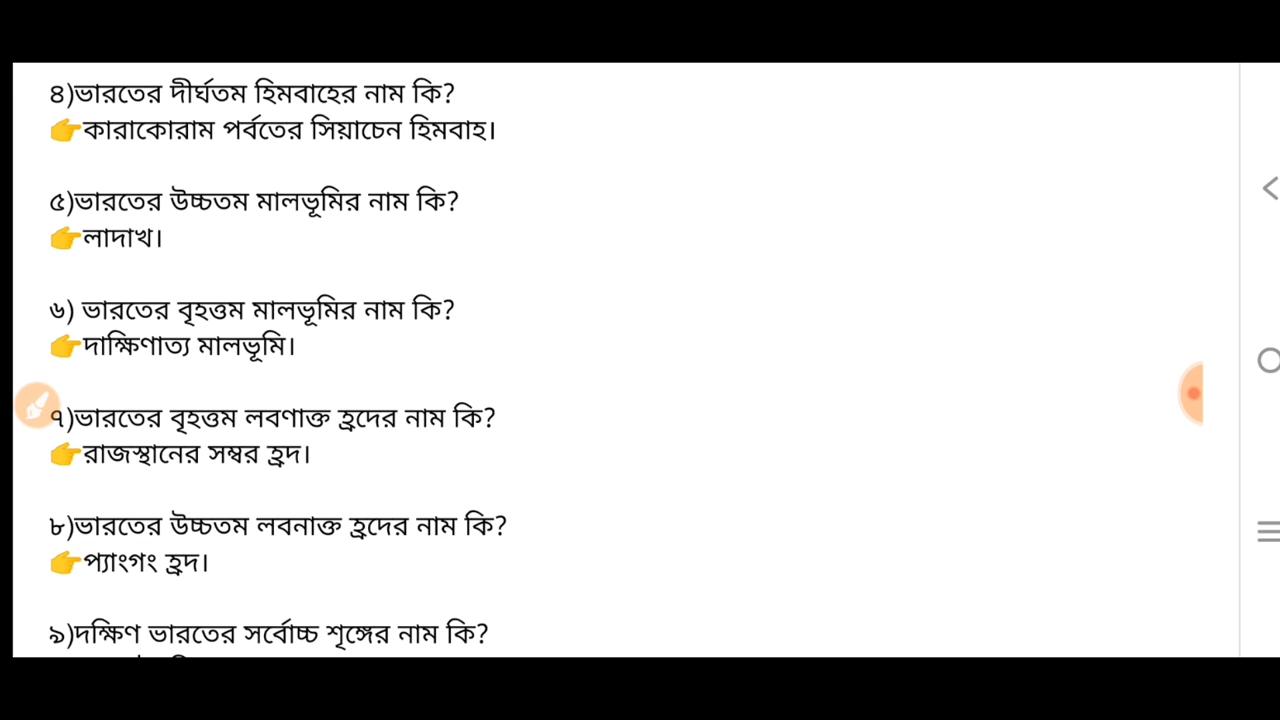 ৪)ভারতের দীর্ঘতম হিমবাহের নাম কি?
👉কারাকোরাম পর্বতের সিয়াচেন হিমবাহ।
৫)ভারতের উচ্চতম মালভূমির নাম কি?
👉লাদাখ।
৬) ভারতের বৃহত্তম মালভূমির নাম কি?
👉দাক্ষিণাত্য মালভূমি।
৭)ভারতের বৃহত্তম লবণাক্ত হ্রদের নাম কি?
👉রাজস্থানের সম্বর হ্রদ।
৮)ভারতের উচ্চতম লবনাক্ত হ্রদের নাম কি?
👉প্যাংগং হ্রদ।
৯)দক্ষিণ ভারতের সর্বোচ্চ শৃঙ্গের নাম কি?